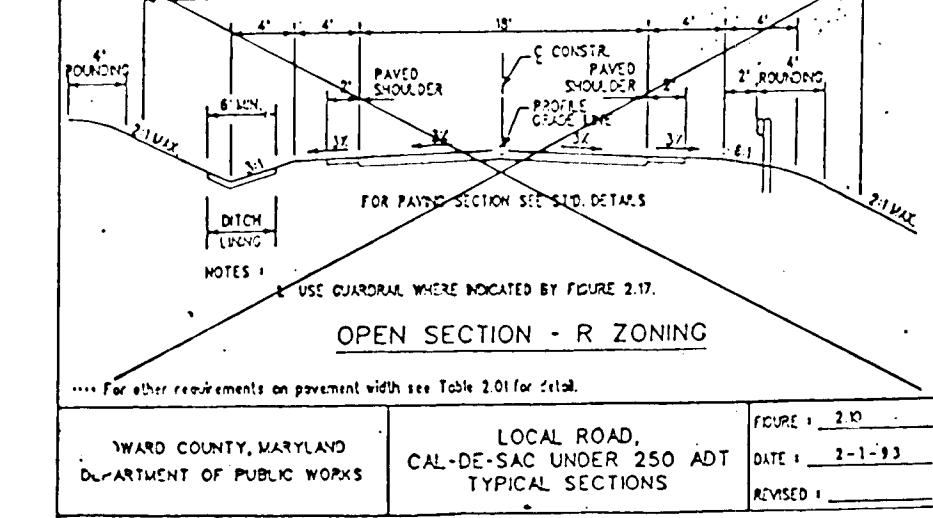 4' 4' 18' 4' 4'
4'
ROUNDING
℄ CONSTR.
PAVED
SHOULDER
PAVED
SHOULDER
4'
2' ROUNDING
2' 2'
6' MIN.
PROFILE
GRADE LINE
2:1 MAX.
3:1
3% 3% 3% 3%
6:1
2:1 MAX.
FOR PAVING SECTION SEE STD. DETAILS
DITCH
LINING
NOTES :
USE GUARDRAIL WHERE INDICATED BY FIGURE 2.17.
OPEN SECTION - R ZONING
**** For other requirements on pavement width see Table 2.01 for detail.
WARD COUNTY, MARYLAND
DEPARTMENT OF PUBLIC WORKS
LOCAL ROAD,
CAL-DE-SAC UNDER 250 ADT
TYPICAL SECTIONS
FIGURE : 2.10
DATE : 2-1-93
REVISED :